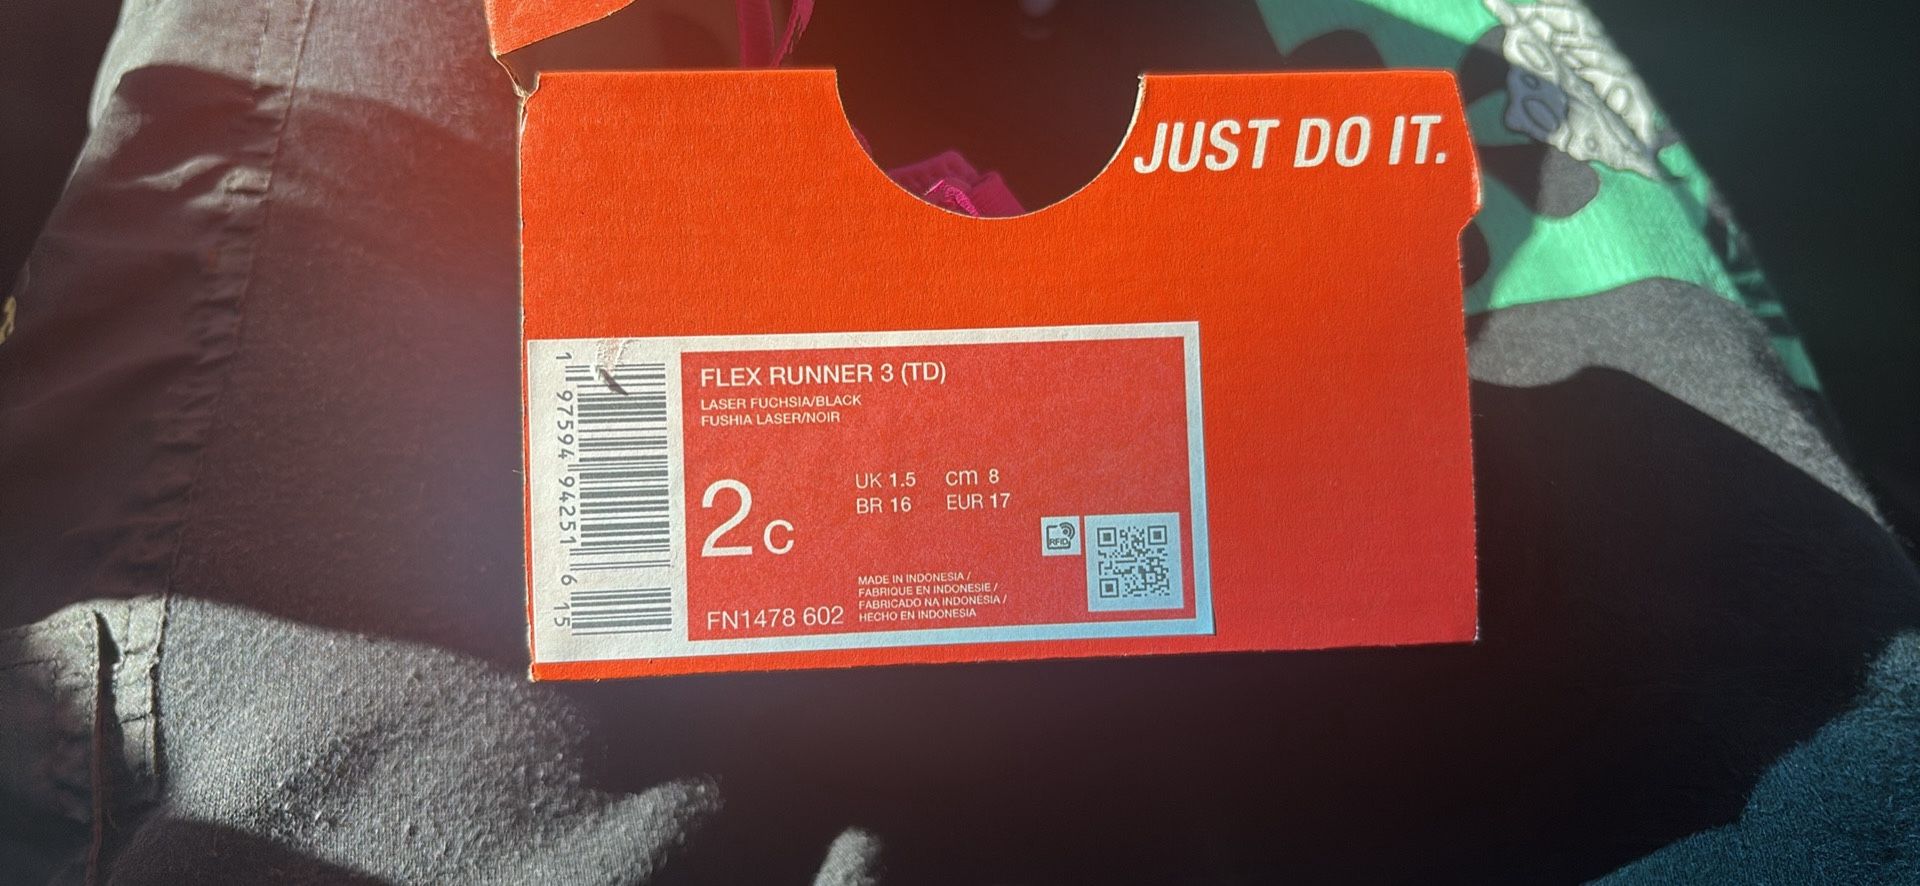 JUST DO IT.
FLEX RUNNER 3 (TD)
LASER FUCHSIA/BLACK
FUSHIA LASER/NOIR
2c
UK 1.5 cm 8
BR 16 EUR 17
RFID
MADE IN INDONESIA /
FABRIQUE EN INDONESIE /
FABRICADO NA INDONESIA /
HECHO EN INDONESIA
FN1478 602
1 97594 94251 6 15